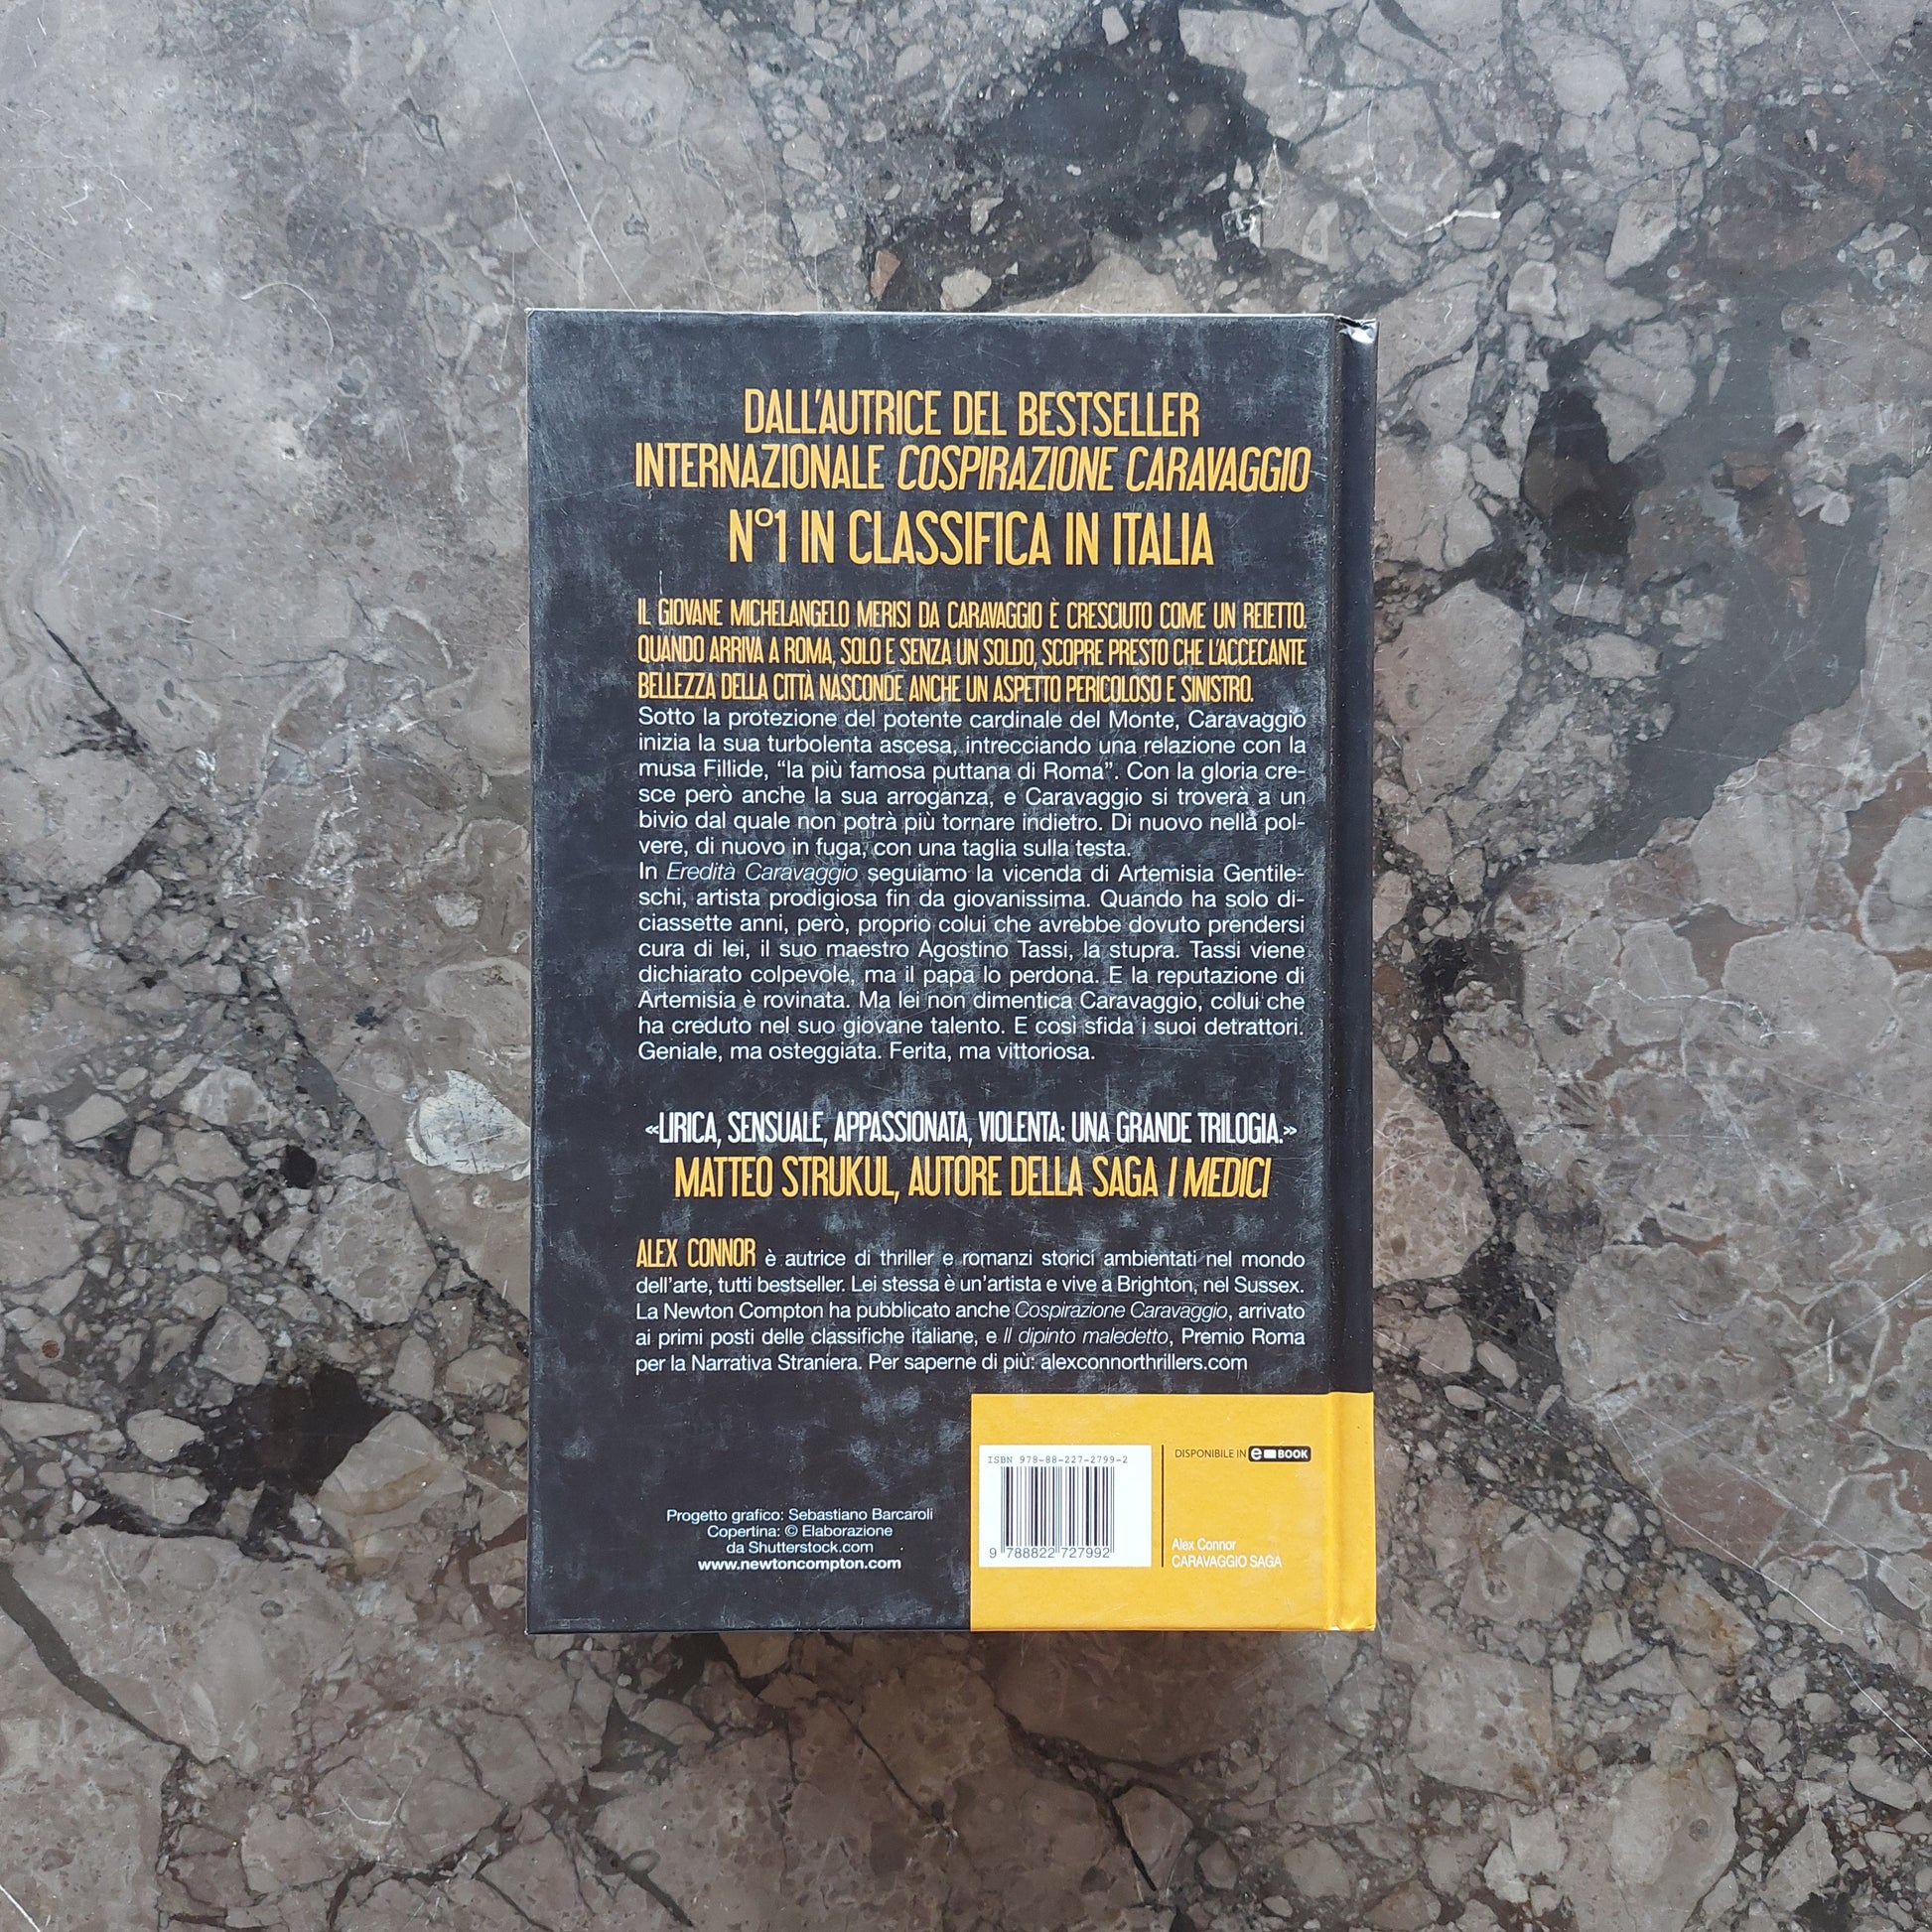 DALL'AUTRICE DEL BESTSELLER
INTERNAZIONALE COSPIRAZIONE CARAVAGGIO
N°1 IN CLASSIFICA IN ITALIA
IL GIOVANE MICHELANGELO MERISI DA CARAVAGGIO È CRESCIUTO COME UN REIETTO.
QUANDO ARRIVA A ROMA, SOLO E SENZA UN SOLDO, SCOPRE PRESTO CHE L'ACCECANTE
BELLEZZA DELLA CITTÀ NASCONDE ANCHE UN ASPETTO PERICOLOSO E SINISTRO.
Sotto la protezione del potente cardinale del Monte, Caravaggio
inizia la sua turbolenta ascesa, intrecciando una relazione con la
musa Fillide, “la più famosa puttana di Roma”. Con la gloria cre-
sce però anche la sua arroganza, e Caravaggio si troverà a un
bivio dal quale non potrà più tornare indietro. Di nuovo nella pol-
vere, di nuovo in fuga, con una taglia sulla testa.
In Eredità Caravaggio seguiamo la vicenda di Artemisia Gentile-
schi, artista prodigiosa fin da giovanissima. Quando ha solo di-
ciassette anni, però, proprio colui che avrebbe dovuto prendersi
cura di lei, il suo maestro Agostino Tassi, la stupra. Tassi viene
dichiarato colpevole, ma il papa lo perdona. E la reputazione di
Artemisia è rovinata. Ma lei non dimentica Caravaggio, colui che
ha creduto nel suo giovane talento. E così sfida i suoi detrattori.
Geniale, ma osteggiata. Ferita, ma vittoriosa.
«LIRICA, SENSUALE, APPASSIONATA, VIOLENTA: UNA GRANDE TRILOGIA.»
MATTEO STRUKUL, AUTORE DELLA SAGA I MEDICI
ALEX CONNOR è autrice di thriller e romanzi storici ambientati nel mondo
dell'arte, tutti bestseller. Lei stessa è un'artista e vive a Brighton, nel Sussex.
La Newton Compton ha pubblicato anche Cospirazione Caravaggio, arrivato
ai primi posti delle classifiche italiane, e Il dipinto maledetto, Premio Roma
per la Narrativa Straniera. Per saperne di più: alexconnorthrillers.com
Progetto grafico: Sebastiano Barcaroli
Copertina: © Elaborazione
da Shutterstock.com
www.newtoncompton.com
ISBN 978-88-227-2799-2
9 788822 727992
DISPONIBILE IN e BOOK
Alex Connor
CARAVAGGIO SAGA